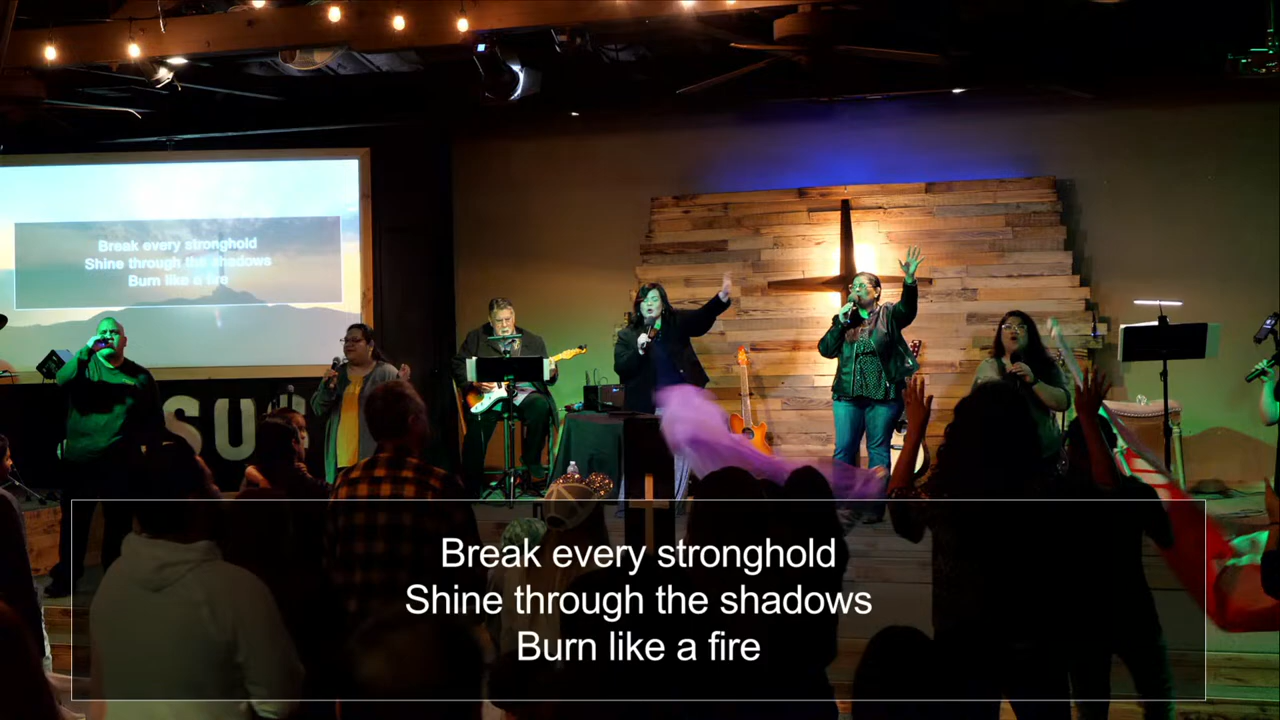 Break every stronghold
Shine through the shadows
Burn like a fire
SUS
Break every stronghold
Shine through the shadows
Burn like a fire